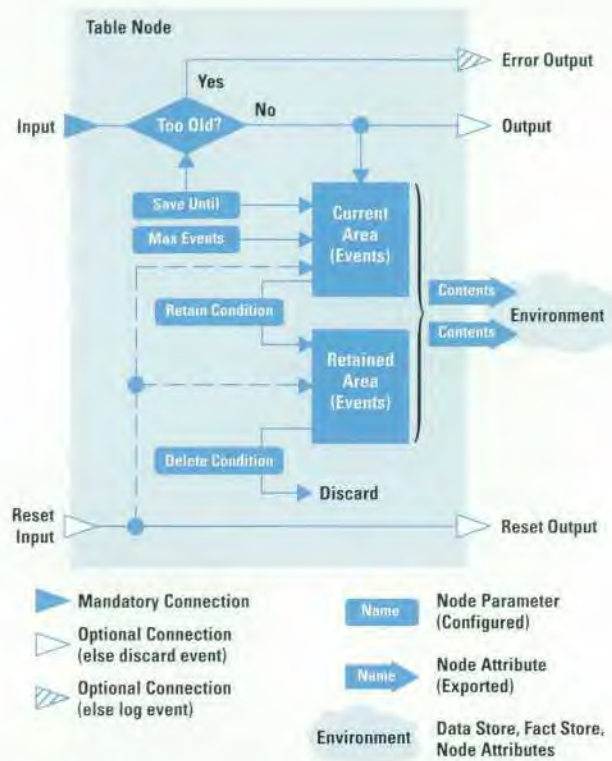 Table Node
Error Output
Yes
Input
Too Old?
No
Output
Save Until
Max Events
Current
Area
(Events)
Contents
Retain Condition
Environment
Contents
Retained
Area
(Events)
Delete Condition
Discard
Reset
Input
Reset Output
Mandatory Connection
Optional Connection
(else discard event)
Optional Connection
(else log event)
Name
Node Parameter
(Configured)
Name
Node Attribute
(Exported)
Environment
Data Store, Fact Store,
Node Attributes